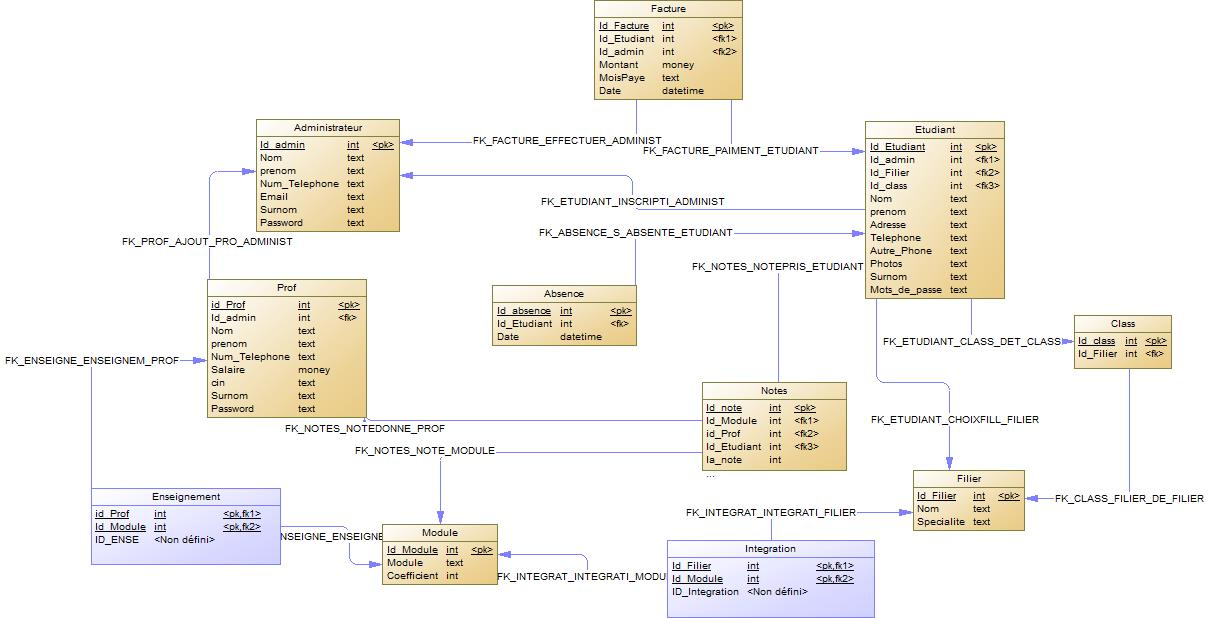 Facture
Id_Facture int <pk>
Id_Etudiant int <fk1>
Id_admin int <fk2>
Montant money
MoisPaye text
Date datetime
FK_FACTURE_EFFECTUER_ADMINIST
FK_FACTURE_PAIMENT_ETUDIANT
Administrateur
Id_admin int <pk>
Nom text
prenom text
Num_Telephone text
Email text
Surnom text
Password text
Etudiant
Id_Etudiant int <pk>
Id_admin int <fk1>
Id_Filier int <fk2>
Id_class int <fk3>
Nom text
prenom text
Adresse text
Telephone text
Autre_Phone text
Photos text
Surnom text
Mots_de_passe text
FK_ETUDIANT_INSCRIPTI_ADMINIST
FK_ABSENCE_S_ABSENTE_ETUDIANT
FK_PROF_AJOUT_PRO_ADMINIST
FK_NOTES_NOTEPRIS_ETUDIANT
Prof
id_Prof int <pk>
Id_admin int <fk>
Nom text
prenom text
Num_Telephone text
Salaire money
cin text
Surnom text
Password text
Absence
Id_absence int <pk>
Id_Etudiant int <fk>
Date datetime
Class
Id_class int <pk>
Id_Filier int <fk>
FK_ETUDIANT_CLASS_DET_CLASS
FK_ENSEIGNE_ENSEIGNEM_PROF
Notes
Id_note int <pk>
Id_Module int <fk1>
id_Prof int <fk2>
Id_Etudiant int <fk3>
la_note int
...
FK_ETUDIANT_CHOIXFILL_FILIER
FK_NOTES_NOTEDONNE_PROF
FK_NOTES_NOTE_MODULE
Filier
Id_Filier int <pk>
Nom text
Specialite text
FK_CLASS_FILIER_DE_FILIER
Enseignement
id_Prof int <pk,fk1>
Id_Module int <pk,fk2>
ID_ENSE <Non défini>
FK_INTEGRAT_INTEGRATI_FILIER
NSEIGNE_ENSEIGNE
Module
Id_Module int <pk>
Module text
Coefficient int
Integration
Id_Filier int <pk,fk1>
Id_Module int <pk,fk2>
ID_Integration <Non défini>
FK_INTEGRAT_INTEGRATI_MODU